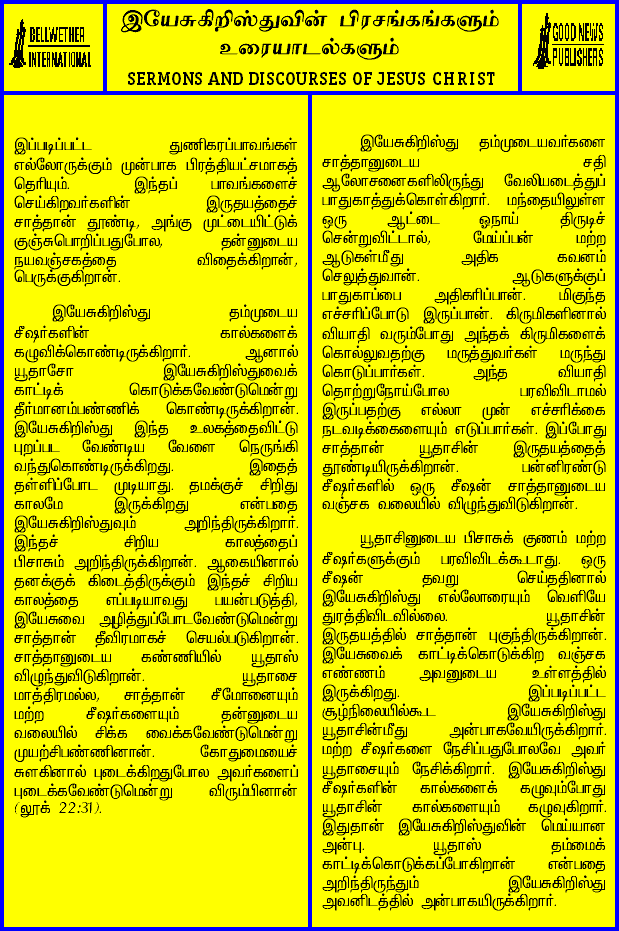 BELLWETHER
INTERNATIONAL
இயேசுகிறிஸ்துவின் பிரசங்கங்களும்
உரையாடல்களும்
SERMONS AND DISCOURSES OF JESUS CHRIST
GOOD NEWS
PUBLISHERS
இப்படிப்பட்ட துணிகரப்பாவங்கள்
எல்லோருக்கும் முன்பாக பிரத்தியட்சமாகத்
தெரியும். இந்தப் பாவங்களைச்
செய்கிறவர்களின் இருதயத்தைச்
சாத்தான் தூண்டி, அங்கு முட்டையிட்டுக்
குஞ்சுபொறிப்பதுபோல, தன்னுடைய
நயவஞ்சகத்தை விதைக்கிறான்,
பெருக்குகிறான்.
இயேசுகிறிஸ்து தம்முடைய
சீஷர்களின் கால்களைக்
கழுவிக்கொண்டிருக்கிறார். ஆனால்
யூதாசோ இயேசுகிறிஸ்துவைக்
காட்டிக் கொடுக்கவேண்டுமென்று
தீர்மானம்பண்ணிக் கொண்டிருக்கிறான்.
இயேசுகிறிஸ்து இந்த உலகத்தைவிட்டு
புறப்பட வேண்டிய வேளை நெருங்கி
வந்துகொண்டிருக்கிறது. இதைத்
தள்ளிப்போட முடியாது. தமக்குச் சிறிது
காலமே இருக்கிறது என்பதை
இயேசுகிறிஸ்துவும் அறிந்திருக்கிறார்.
இந்தச் சிறிய காலத்தைப்
பிசாசும் அறிந்திருக்கிறான். ஆகையினால்
தனக்குக் கிடைத்திருக்கும் இந்தச் சிறிய
காலத்தை எப்படியாவது பயன்படுத்தி,
இயேசுவை அழித்துப்போடவேண்டுமென்று
சாத்தான் தீவிரமாகச் செயல்படுகிறான்.
சாத்தானுடைய கண்ணியில் யூதாஸ்
விழுந்துவிடுகிறான். யூதாசை
மாத்திரமல்ல, சாத்தான் சீமோனையும்
மற்ற சீஷர்களையும் தன்னுடைய
வலையில் சிக்க வைக்கவேண்டுமென்று
முயற்சிபண்ணினான். கோதுமையைச்
சுளகினால் புடைக்கிறதுபோல அவர்களைப்
புடைக்கவேண்டுமென்று விரும்பினான்
(லூக் 22:31).
இயேசுகிறிஸ்து தம்முடையவர்களை
சாத்தானுடைய சதி
ஆலோசனைகளிலிருந்து வேலியடைத்துப்
பாதுகாத்துக்கொள்கிறார். மந்தையிலுள்ள
ஒரு ஆட்டை ஓநாய் திருடிச்
சென்றுவிட்டால், மேய்ப்பன் மற்ற
ஆடுகள்மீது அதிக கவனம்
செலுத்துவான். ஆடுகளுக்குப்
பாதுகாப்பை அதிகரிப்பான். மிகுந்த
எச்சரிப்போடு இருப்பான். கிருமிகளினால்
வியாதி வரும்போது அந்தக் கிருமிகளைக்
கொல்லுவதற்கு மருத்துவர்கள் மருந்து
கொடுப்பார்கள். அந்த வியாதி
தொற்றுநோய்போல பரவிவிடாமல்
இருப்பதற்கு எல்லா முன் எச்சரிக்கை
நடவடிக்கைகளையும் எடுப்பார்கள். இப்போது
சாத்தான் யூதாசின் இருதயத்தைத்
தூண்டியிருக்கிறான். பன்னிரண்டு
சீஷர்களில் ஒரு சீஷன் சாத்தானுடைய
வஞ்சக வலையில் விழுந்துவிடுகிறான்.
யூதாசினுடைய பிசாசுக் குணம் மற்ற
சீஷர்களுக்கும் பரவிவிடக்கூடாது. ஒரு
சீஷன் தவறு செய்ததினால்
இயேசுகிறிஸ்து எல்லோரையும் வெளியே
துரத்திவிடவில்லை. யூதாசின்
இருதயத்தில் சாத்தான் புகுந்திருக்கிறான்.
இயேசுவைக் காட்டிக்கொடுக்கிற வஞ்சக
எண்ணம் அவனுடைய உள்ளத்தில்
இருக்கிறது. இப்படிப்பட்ட
சூழ்நிலையில்கூட இயேசுகிறிஸ்து
யூதாசின்மீது அன்பாகவேயிருக்கிறார்.
மற்ற சீஷர்களை நேசிப்பதுபோலவே அவர்
யூதாசையும் நேசிக்கிறார். இயேசுகிறிஸ்து
சீஷர்களின் கால்களைக் கழுவும்போது
யூதாசின் கால்களையும் கழுவுகிறார்.
இதுதான் இயேசுகிறிஸ்துவின் மெய்யான
அன்பு. யூதாஸ் தம்மைக்
காட்டிக்கொடுக்கப்போகிறான் என்பதை
அறிந்திருந்தும் இயேசுகிறிஸ்து
அவனிடத்தில் அன்பாகயிருக்கிறார்.